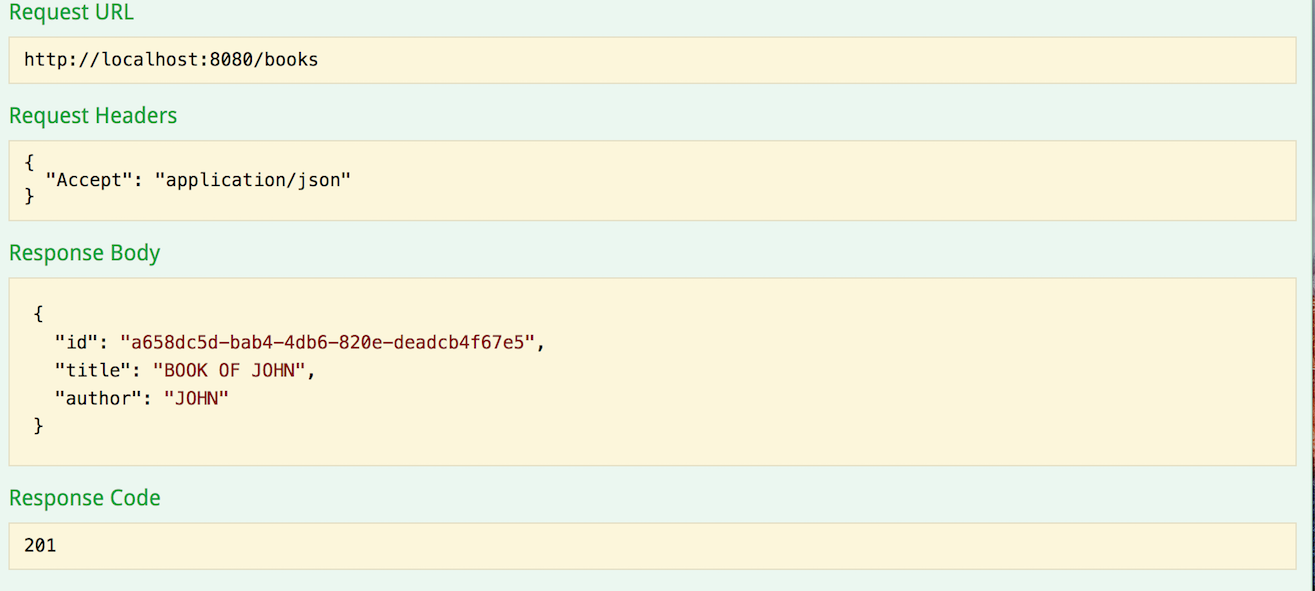 Request URL
http://localhost:8080/books
Request Headers
{
  "Accept": "application/json"
}
Response Body
{
  "id": "a658dc5d-bab4-4db6-820e-deadcb4f67e5",
  "title": "BOOK OF JOHN",
  "author": "JOHN"
}
Response Code
201